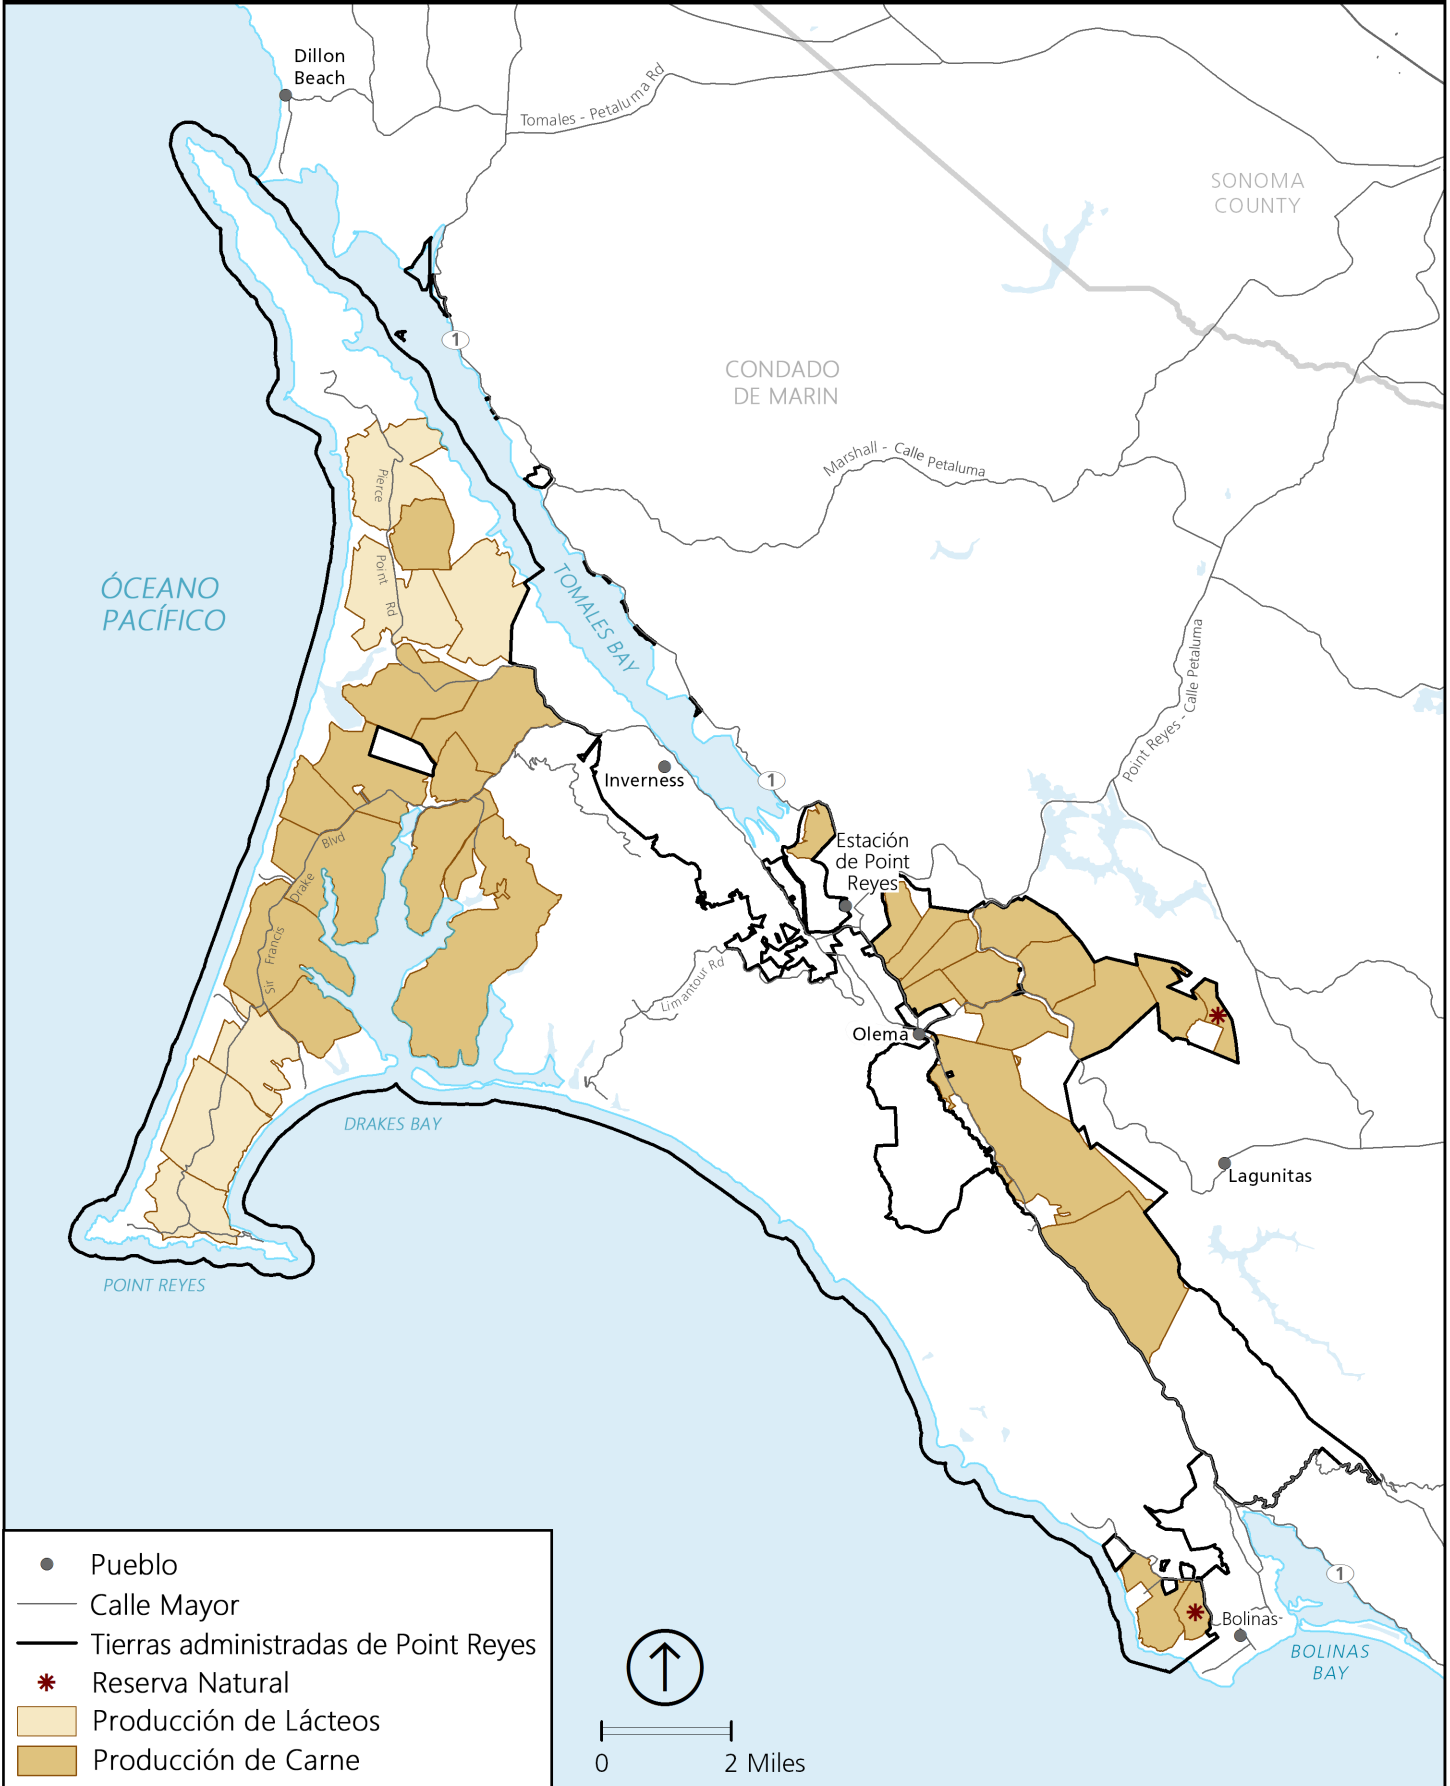 Dillon
Beach
Tomales - Petaluma Rd
SONOMA
COUNTY
1
CONDADO
DE MARIN
Marshall - Calle Petaluma
Pierce
Point
Rd
ÓCEANO
PACÍFICO
TOMALES BAY
Point Reyes - Calle Petaluma
Inverness
1
Estación
de Point
Reyes
Blvd
Drake
Francis
Sir
Limantour Rd
Olema
DRAKES BAY
Lagunitas
POINT REYES
1
Bolinas
BOLINAS
BAY
Pueblo
Calle Mayor
Tierras administradas de Point Reyes
Reserva Natural
Producción de Lácteos
Producción de Carne
0 2 Miles